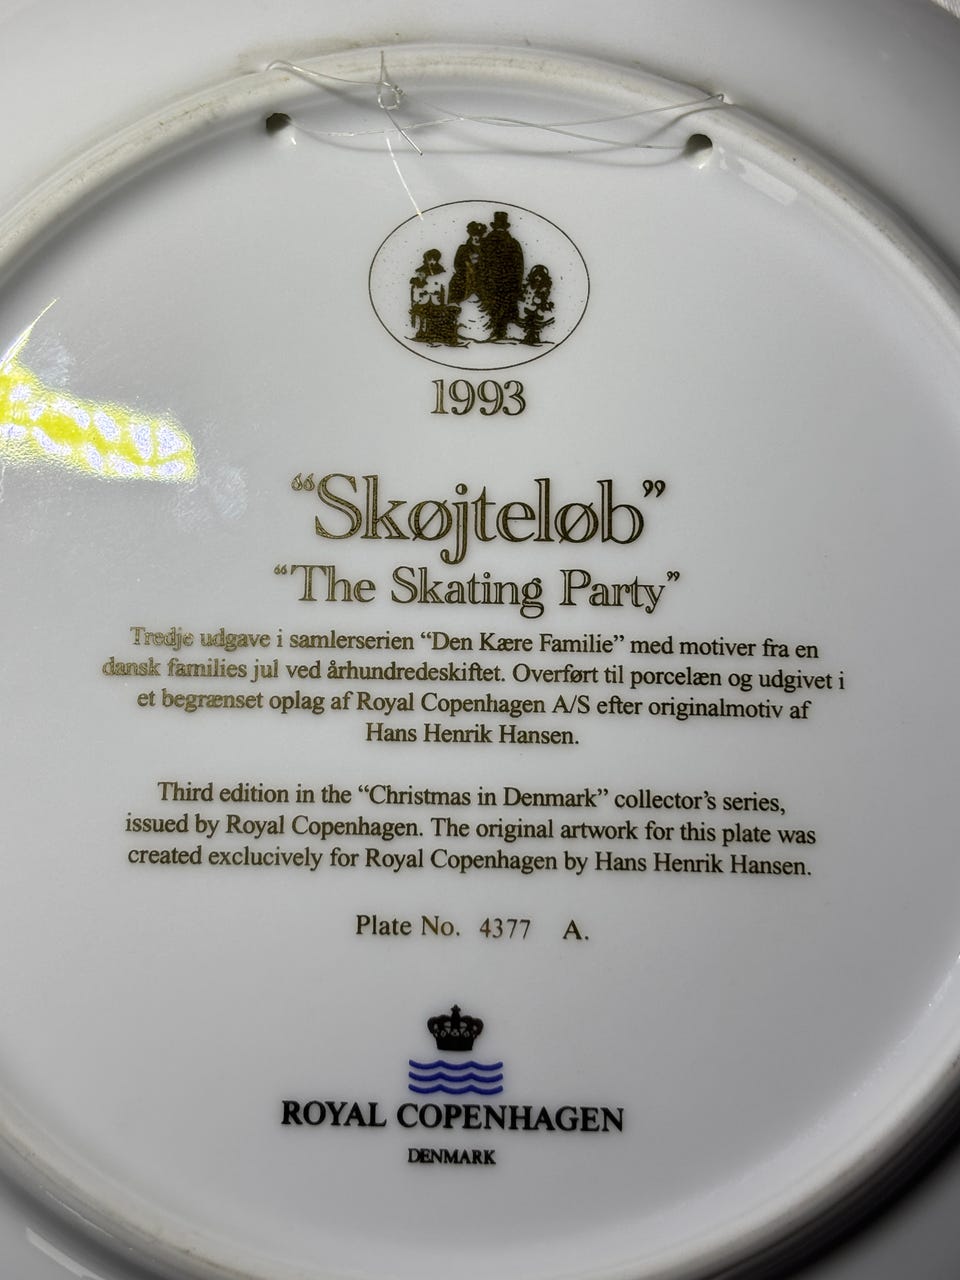 1993
“Skøjteløb”
“The Skating Party”
Tredje udgave i samlerserien “Den Kære Familie” med motiver fra en
dansk families jul ved århundredeskiftet. Overført til porcelæn og udgivet i
et begrænset oplag af Royal Copenhagen A/S efter originalmotiv af
Hans Henrik Hansen.
Third edition in the “Christmas in Denmark” collector’s series,
issued by Royal Copenhagen. The original artwork for this plate was
created exclucively for Royal Copenhagen by Hans Henrik Hansen.
Plate No. 4377 A.
ROYAL COPENHAGEN
DENMARK